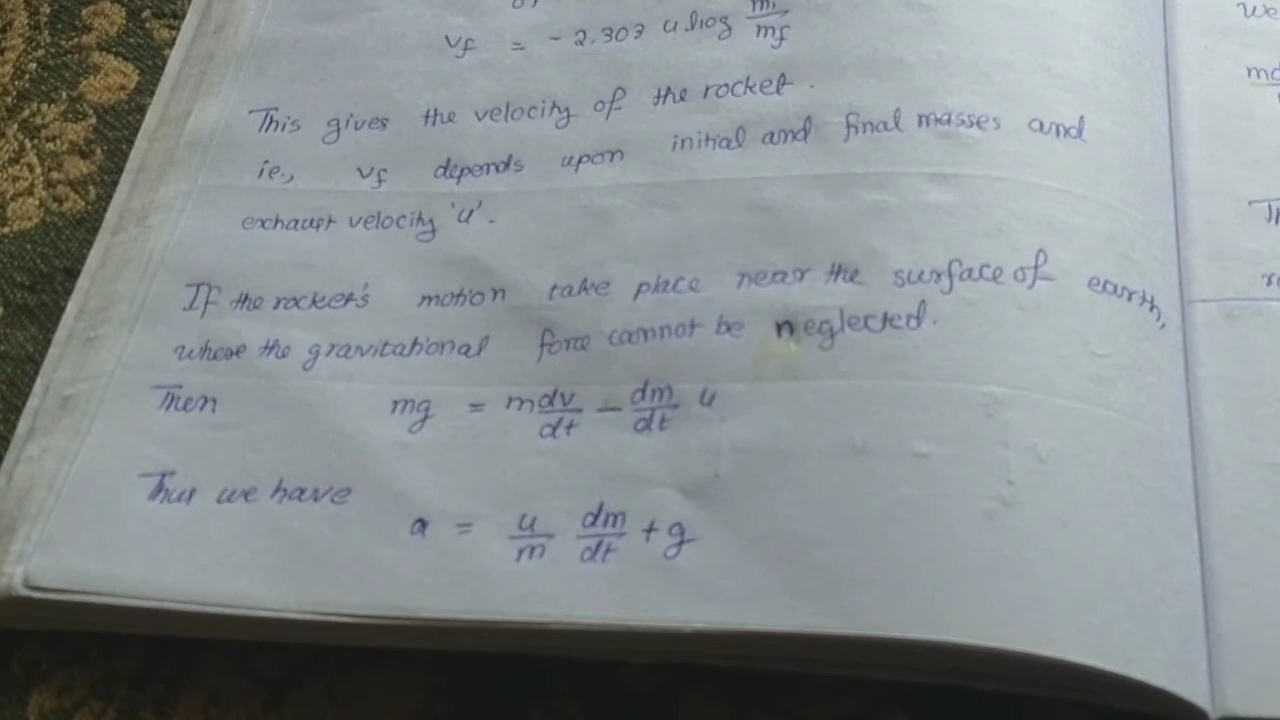 vf = - 2.303 u log mi/mf
This gives the velocity of the rocket.
ie., vf depends upon initial and final masses and
exhaust velocity 'u'.
If the rocket's motion take place near the surface of earth,
where the gravitational force cannot be neglected.
Then mg = m dv/dt - dm/dt u
Thus we have
a = u/m dm/dt + g
We